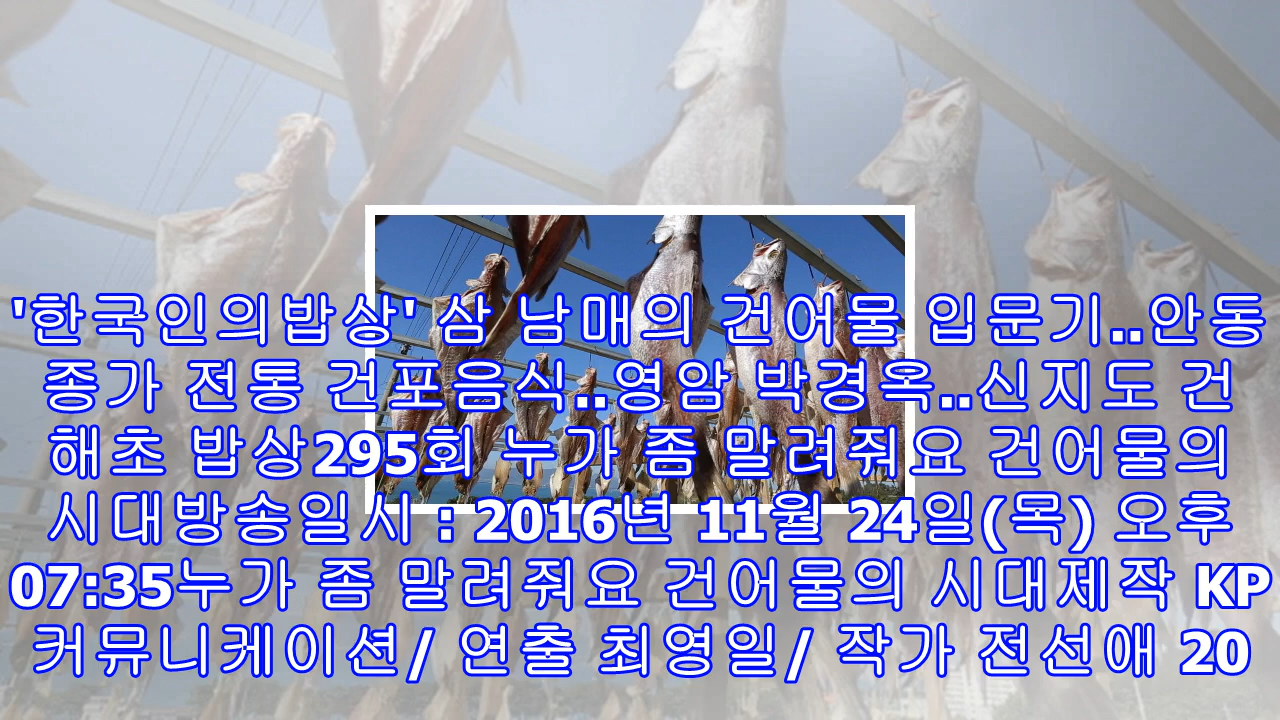 '한국인의밥상' 삼 남매의 건어물 입문기..안동
종가 전통 건포음식..영암 박경옥..신지도 건
해초 밥상295회 누가 좀 말려줘요 건어물의
시대방송일시 : 2016년 11월 24일(목) 오후
07:35누가 좀 말려줘요 건어물의 시대제작 KP
커뮤니케이션/ 연출 최영일/ 작가 전선애 20